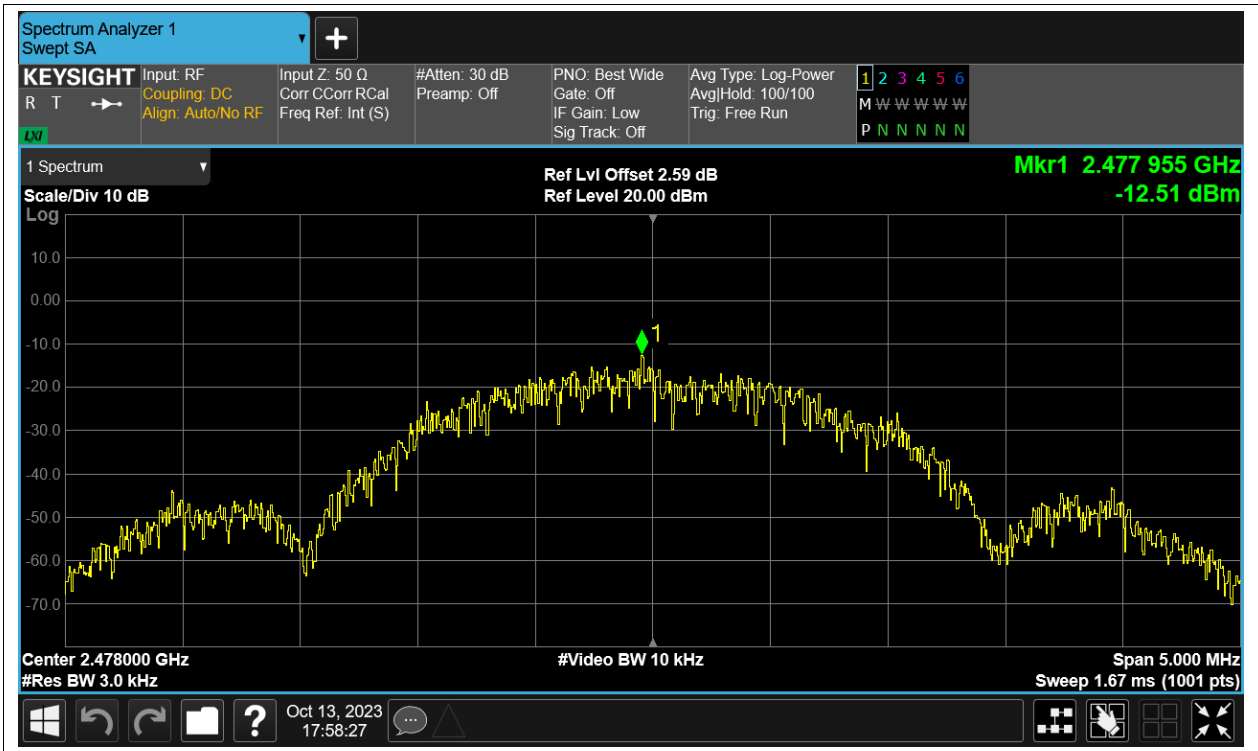 Spectrum Analyzer 1
Swept SA
KEYSIGHT
R T
LXI
Input: RF
Coupling: DC
Align: Auto/No RF
Input Z: 50 Ω
Corr CCorr RCal
Freq Ref: Int (S)
#Atten: 30 dB
Preamp: Off
PNO: Best Wide
Gate: Off
IF Gain: Low
Sig Track: Off
Avg Type: Log-Power
Avg|Hold: 100/100
Trig: Free Run
1 2 3 4 5 6
M W W W W W W
P N N N N N N
1 Spectrum
Scale/Div 10 dB
Log
Ref Lvl Offset 2.59 dB
Ref Level 20.00 dBm
Mkr1 2.477 955 GHz
-12.51 dBm
10.0
0.00
-10.0
-20.0
-30.0
-40.0
-50.0
-60.0
-70.0
1
Center 2.478000 GHz
#Res BW 3.0 kHz
#Video BW 10 kHz
Span 5.000 MHz
Sweep 1.67 ms (1001 pts)
?
Oct 13, 2023
17:58:27